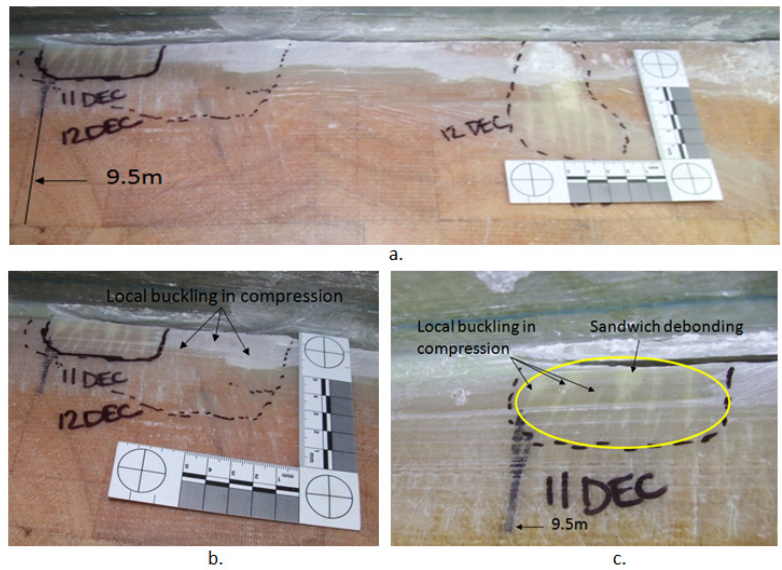 11 DEC
12 DEC
12 DEC
9.5m
a.
Local buckling in compression
11 DEC
12 DEC
b.
Local buckling in
compression
Sandwich debonding
11 DEC
9.5m
c.